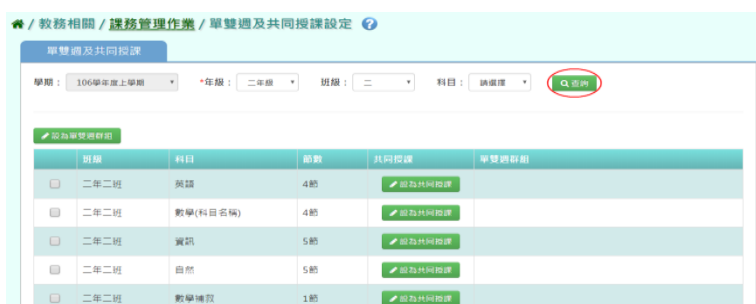 / 教務相關 / 課務管理作業 / 單雙週及共同授課設定 ?
單雙週及共同授課
學期： 106學年度上學期 *年級： 二年級 班級： 二 科目： 請選擇 查詢
設為單雙週群組
班級 科目 節數 共同授課 單雙週群組
二年二班 英語 4節 設為共同授課
二年二班 數學(科目名稱) 4節 設為共同授課
二年二班 資訊 5節 設為共同授課
二年二班 自然 5節 設為共同授課
二年二班 數學補救 1節 設為共同授課